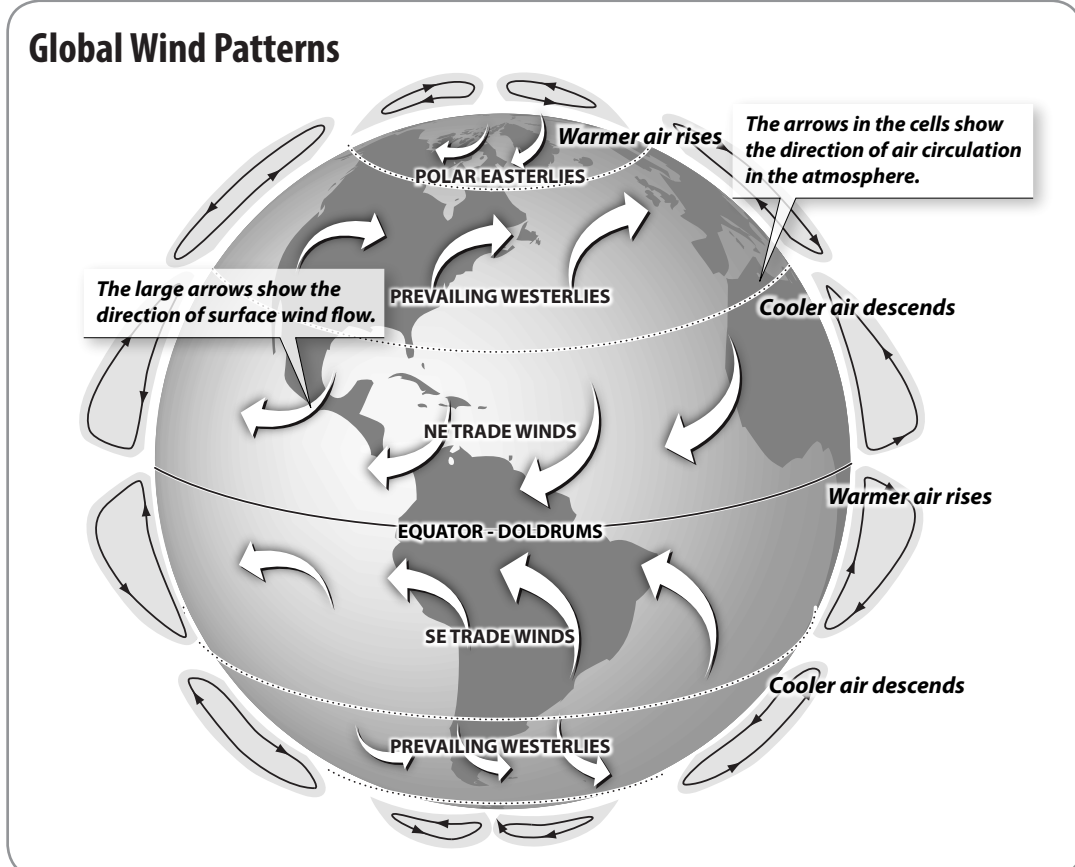 Global Wind Patterns
Warmer air rises
The arrows in the cells show
the direction of air circulation
in the atmosphere.
POLAR EASTERLIES
The large arrows show the
direction of surface wind flow.
PREVAILING WESTERLIES
Cooler air descends
NE TRADE WINDS
Warmer air rises
EQUATOR - DOLDRUMS
SE TRADE WINDS
Cooler air descends
PREVAILING WESTERLIES